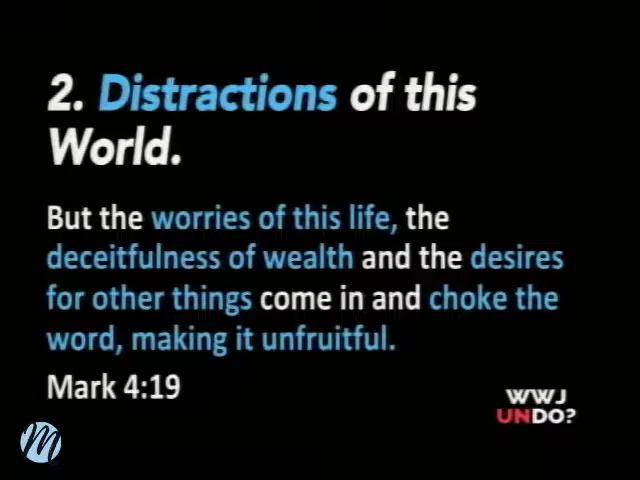 2. Distractions of this
World.
But the worries of this life, the
deceitfulness of wealth and the desires
for other things come in and choke the
word, making it unfruitful.
Mark 4:19
WWJ
UNDO?
M